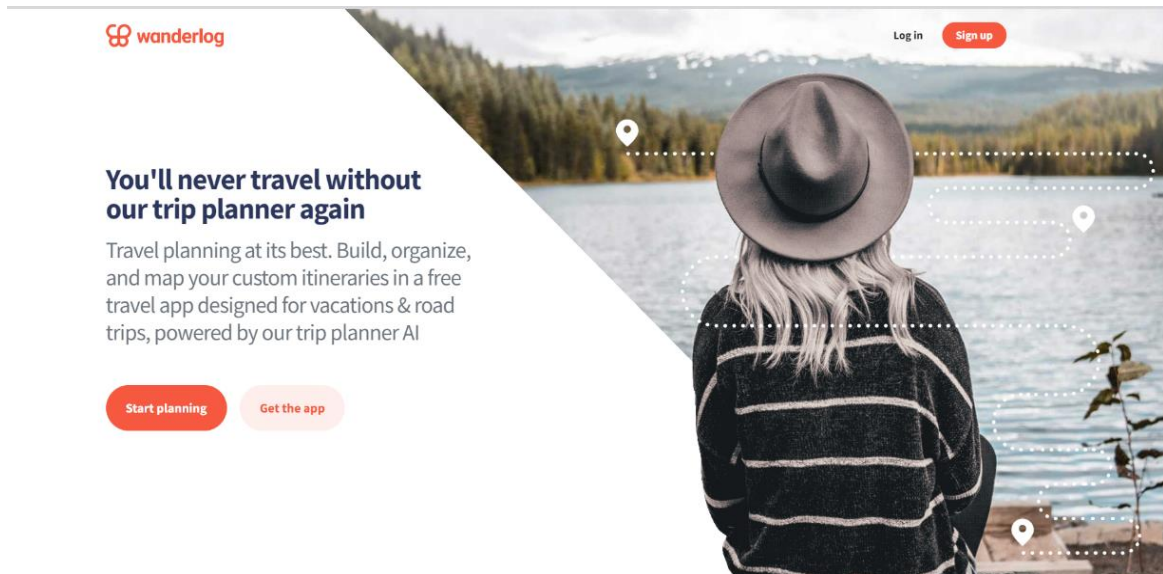 wanderlog
Log in
Sign up
You'll never travel without
our trip planner again
Travel planning at its best. Build, organize,
and map your custom itineraries in a free
travel app designed for vacations & road
trips, powered by our trip planner AI
Start planning
Get the app